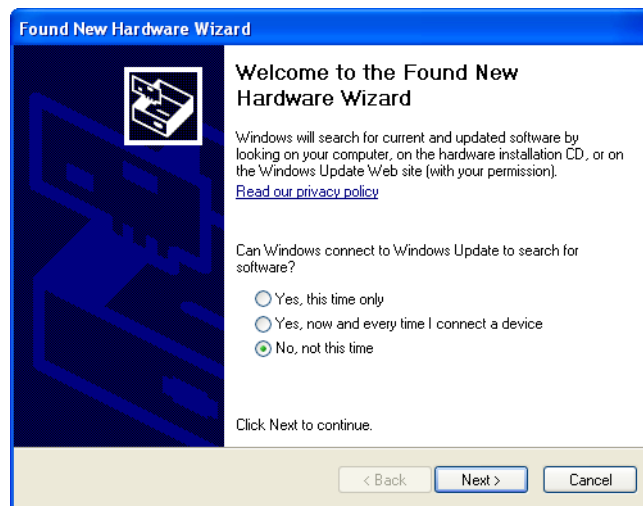 Found New Hardware Wizard
Welcome to the Found New
Hardware Wizard
Windows will search for current and updated software by
looking on your computer, on the hardware installation CD, or on
the Windows Update Web site (with your permission).
Read our privacy policy
Can Windows connect to Windows Update to search for
software?
Yes, this time only
Yes, now and every time I connect a device
No, not this time
Click Next to continue.
< Back Next > Cancel